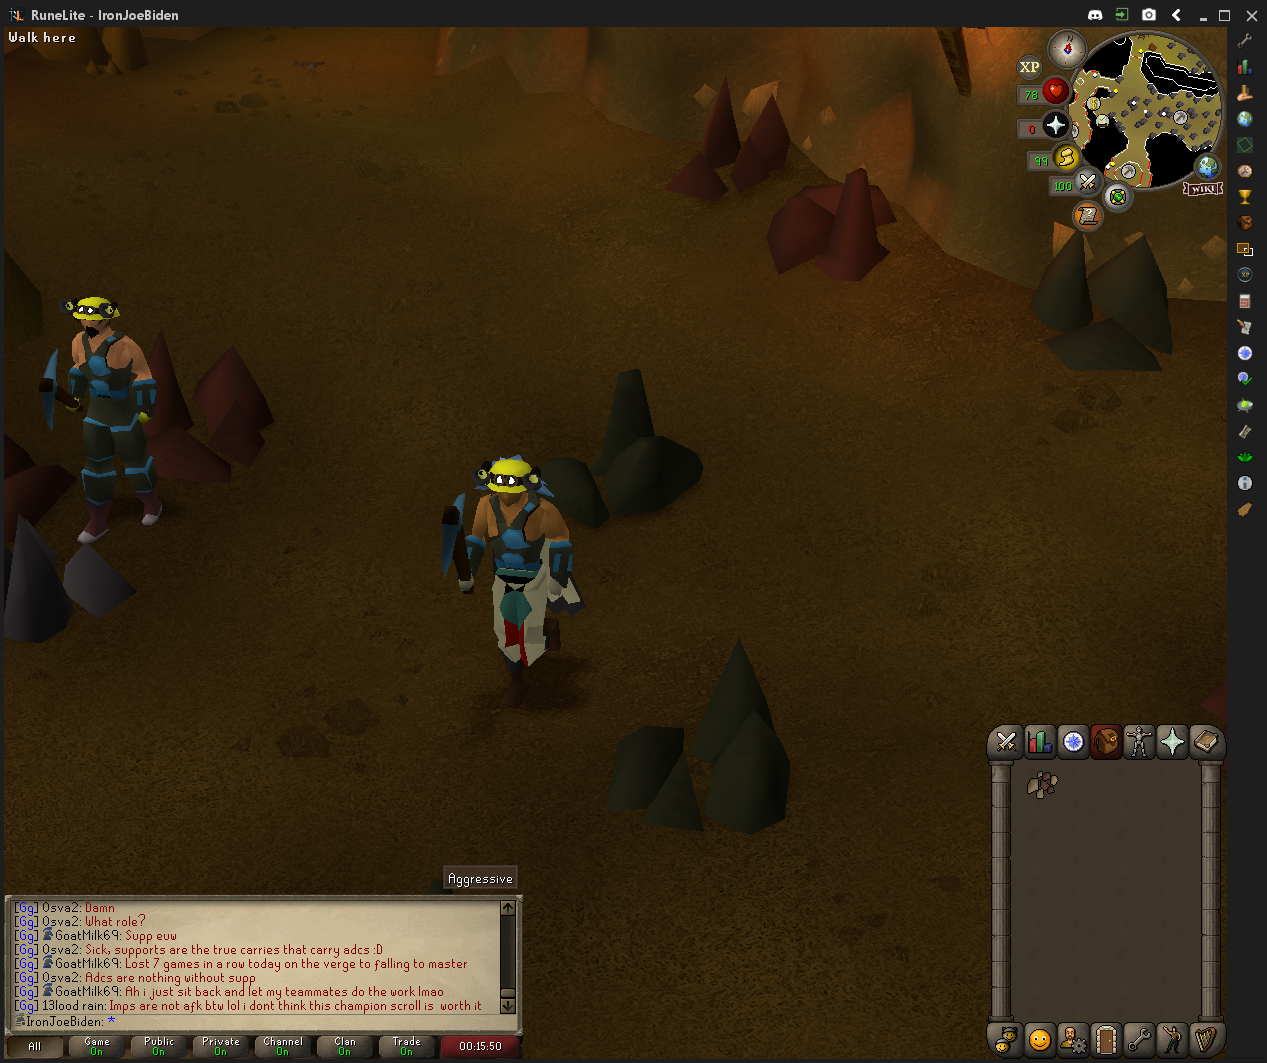 RuneLite - IronJoeBiden
Walk here
N
XP
78
0
99
100
WIKI
XP
Aggressive
[Gg] Osva2: Damn
[Gg] Osva2: What role?
[Gg] GoatMilk69: Supp euw
[Gg] Osva2: Sick, supports are the true carries that carry adcs :D
[Gg] GoatMilk69: Lost 7 games in a row today on the verge to falling to master
[Gg] Osva2: Adcs are nothing without supp
[Gg] GoatMilk69: Ah i just sit back and let my teammates do the work lmao
[Gg] 13lood rain: Imps are not afk btw lol i dont think this champion scroll is worth it
IronJoeBiden: *
All
Game On
Public On
Private On
Channel On
Clan On
Trade On
00:15:50